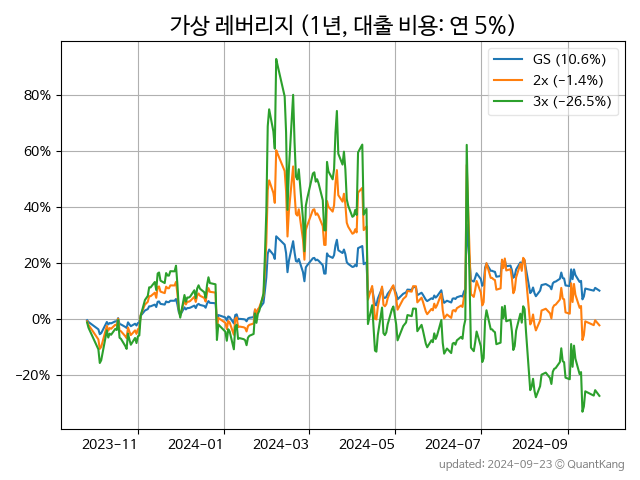 가상 레버리지 (1년, 대출 비용: 연 5%)
GS (10.6%)
2x (−1.4%)
3x (−26.5%)
80%
60%
40%
20%
0%
−20%
2023-11
2024-01
2024-03
2024-05
2024-07
2024-09
updated: 2024-09-23 © QuantKang